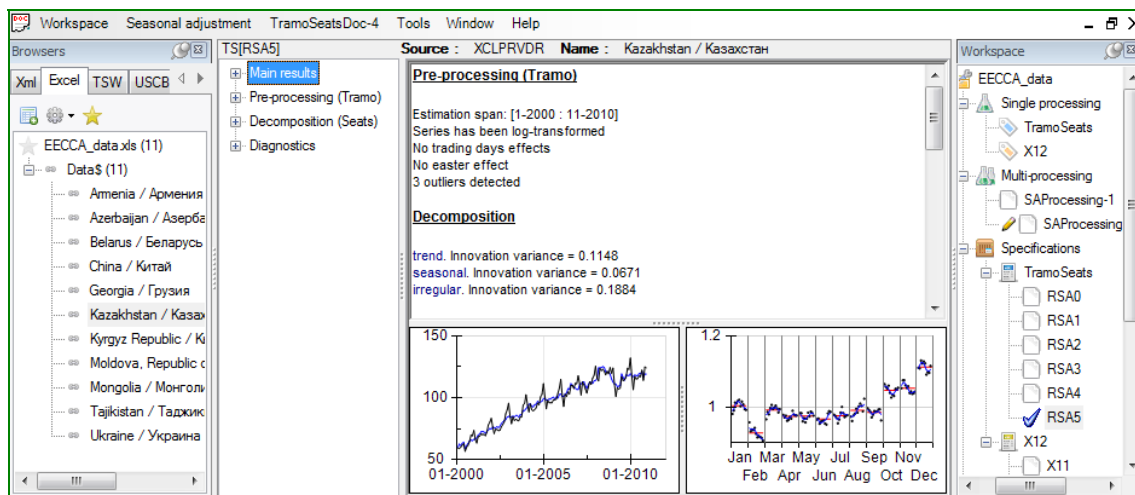 Workspace Seasonal adjustment TramoSeatsDoc-4 Tools Window Help
Browsers
Xml Excel TSW USCB
EECCA_data.xls (11)
Data$ (11)
Armenia / Армения
Azerbaijan / Азерба
Belarus / Беларусь
China / Китай
Georgia / Грузия
Kazakhstan / Казах
Kyrgyz Republic /
Moldova, Republic
Mongolia / Монголи
Tajikistan / Таджик
Ukraine / Украина
TS[RSA5] Source : XCLPRVDR Name : Kazakhstan / Казахстан
Main results
Pre-processing (Tramo)
Decomposition (Seats)
Diagnostics
Pre-processing (Tramo)
Estimation span: [1-2000 : 11-2010]
Series has been log-transformed
No trading days effects
No easter effect
3 outliers detected
Decomposition
trend. Innovation variance = 0.1148
seasonal. Innovation variance = 0.0671
irregular. Innovation variance = 0.1884
150
100
50
01-2000 01-2005 01-2010
1.2
1
Jan Mar May Jul Sep Nov
Feb Apr Jun Aug Oct Dec
Workspace
EECCA_data
Single processing
TramoSeats
X12
Multi-processing
SAProcessing-1
SAProcessing
Specifications
TramoSeats
RSA0
RSA1
RSA2
RSA3
RSA4
RSA5
X12
X11